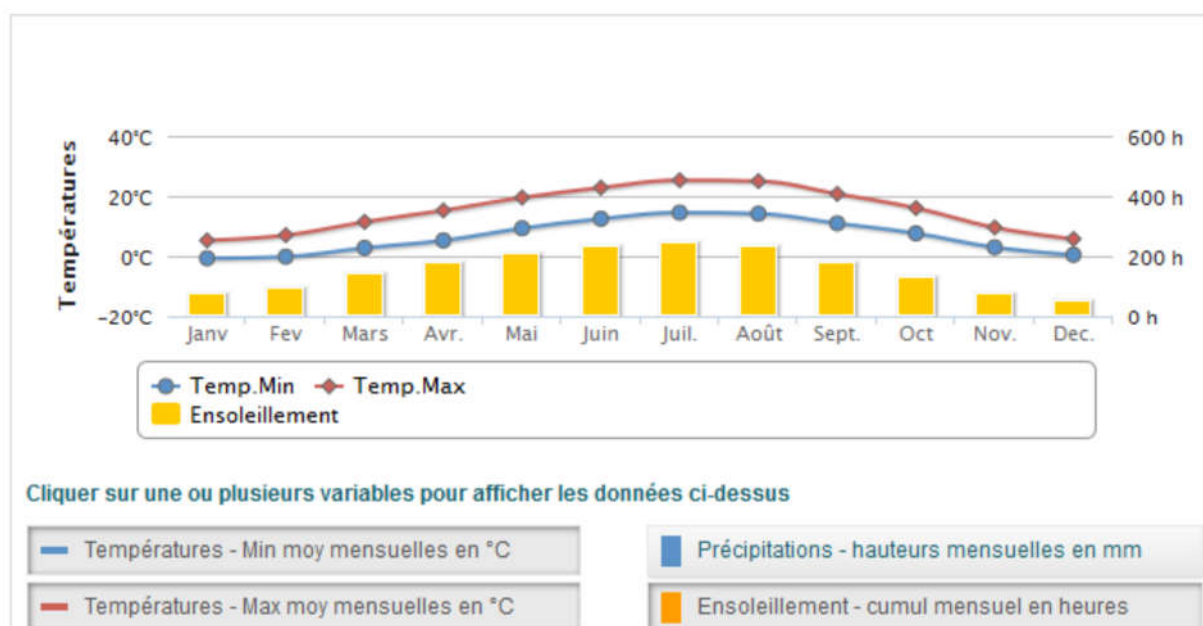 Températures
40°C
20°C
0°C
-20°C
600 h
400 h
200 h
0 h
Janv Fev Mars Avr. Mai Juin Juil. Août Sept. Oct Nov. Dec.
Temp.Min Temp.Max
Ensoleillement
Cliquer sur une ou plusieurs variables pour afficher les données ci-dessus
Températures - Min moy mensuelles en °C
Précipitations - hauteurs mensuelles en mm
Températures - Max moy mensuelles en °C
Ensoleillement - cumul mensuel en heures